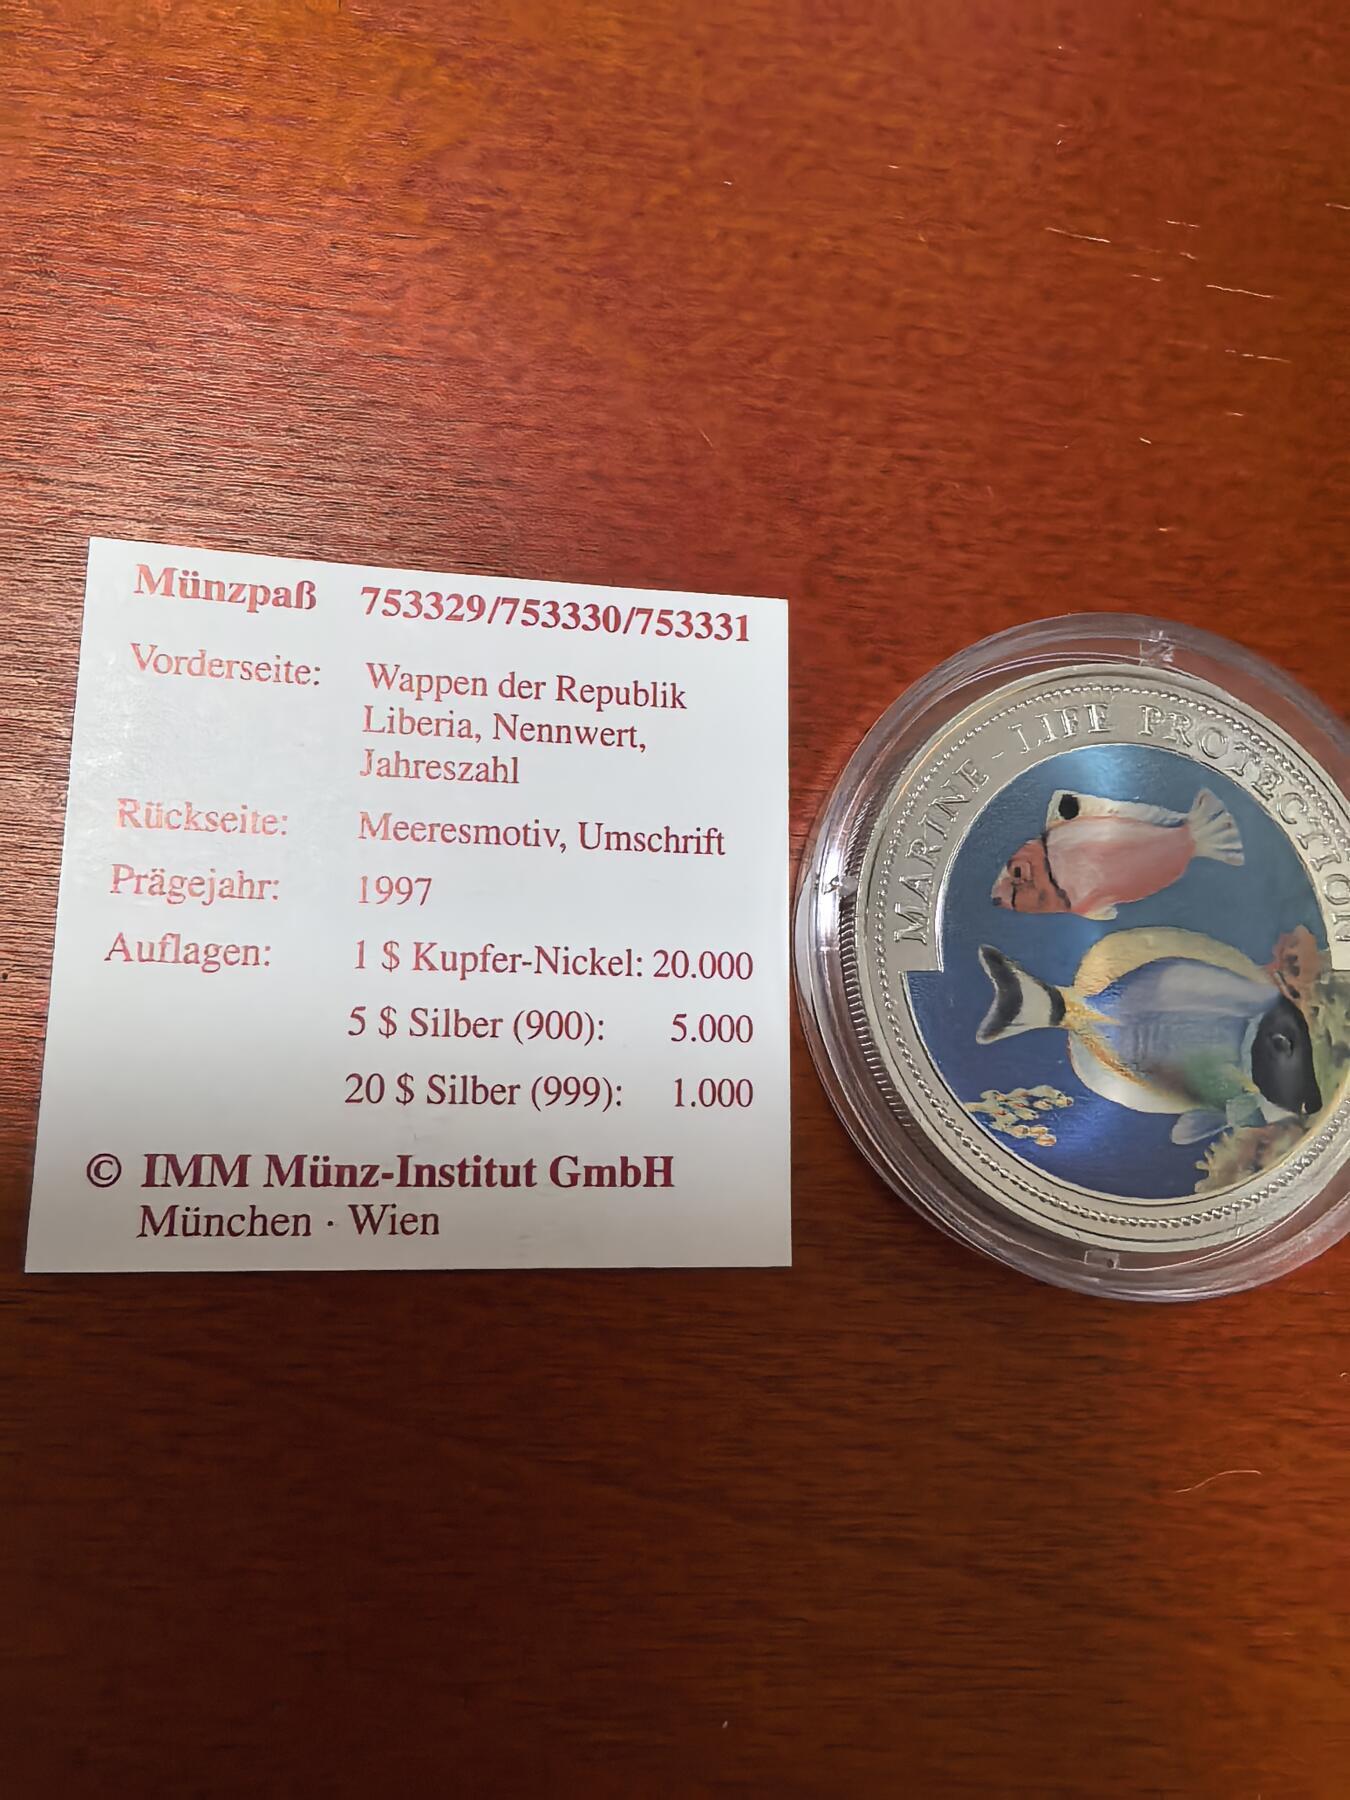 Münzpaß 753329/753330/753331
Vorderseite: Wappen der Republik
Liberia, Nennwert,
Jahreszahl
Rückseite: Meeresmotiv, Umschrift
Prägejahr: 1997
Auflagen: 1 $ Kupfer-Nickel: 20.000
5 $ Silber (900): 5.000
20 $ Silber (999): 1.000
© IMM Münz-Institut GmbH
München · Wien
MARINE - LIFE PROTECTION